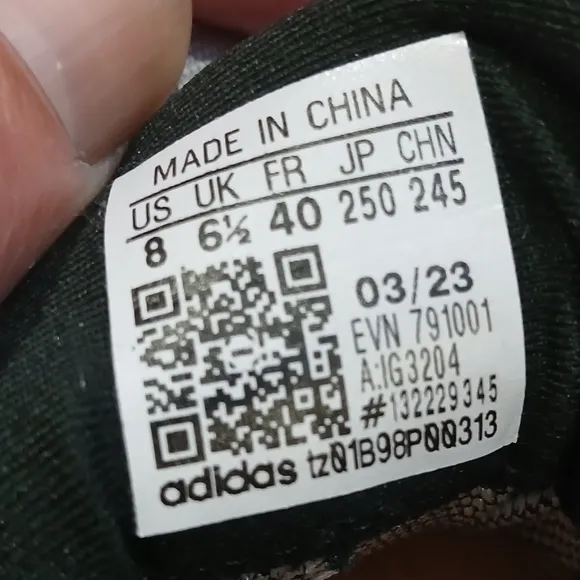 MADE IN CHINA
US UK FR JP CHN
8 6½ 40 250 245
03/23
EVN 791001
A:IG3204
#132229345
adidas tz01B98P00313